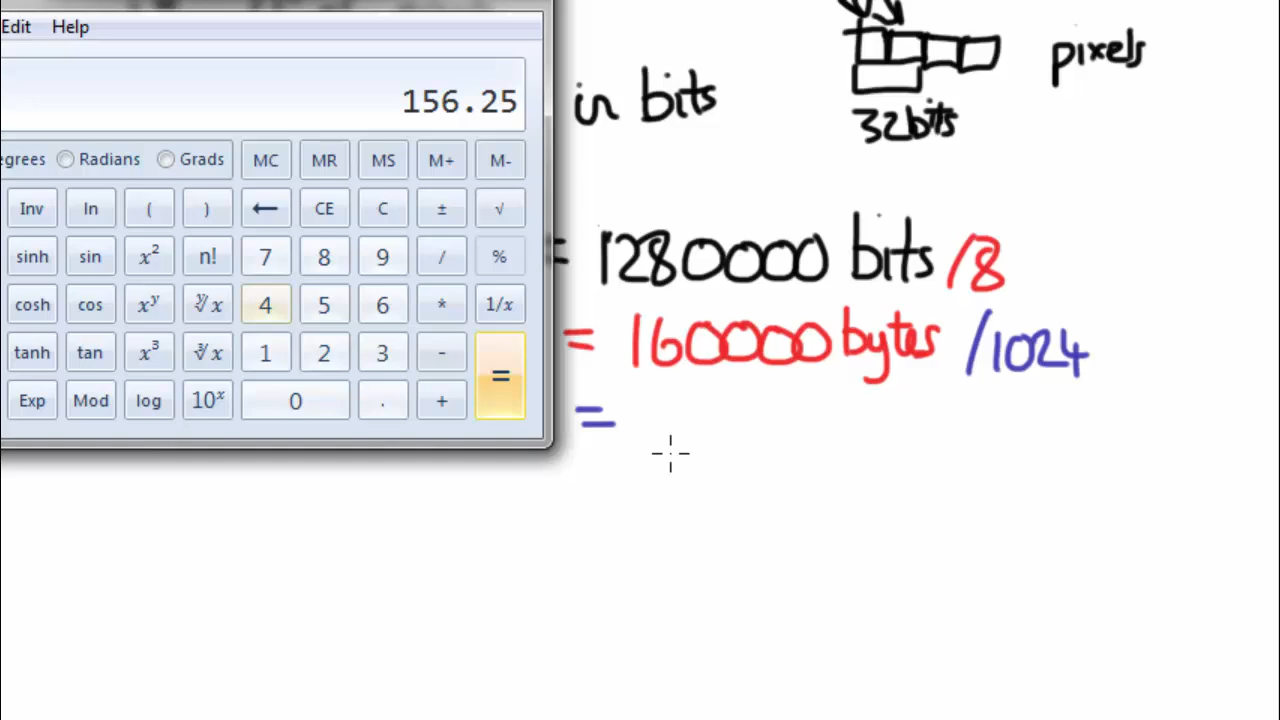 Edit Help
156.25
egrees Radians Grads MC MR MS M+ M-
Inv ln ( ) ← CE C ± √
sinh sin x² n! 7 8 9 / %
cosh cos xʸ ʸ√x 4 5 6 * 1/x
tanh tan x³ ³√x 1 2 3 - =
Exp Mod log 10ˣ 0 . +
in bits
pixels
32bits
= 1280000 bits /8
= 160000 bytes /1024
=